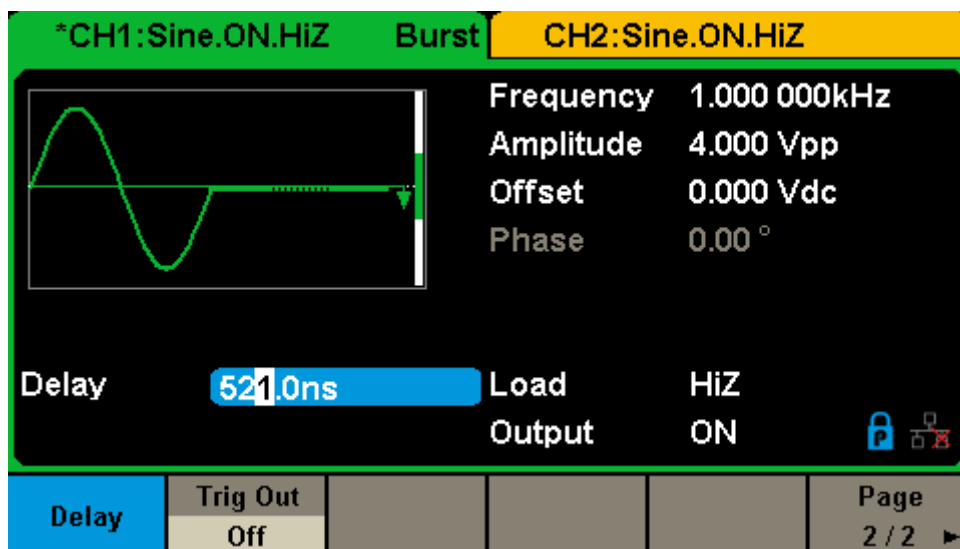 *CH1:Sine.ON.HiZ Burst CH2:Sine.ON.HiZ
Frequency 1.000 000kHz
Amplitude 4.000 Vpp
Offset 0.000 Vdc
Phase 0.00 °
Delay 521.0ns Load HiZ
Output ON
P
Delay Trig Out Off Page 2 / 2